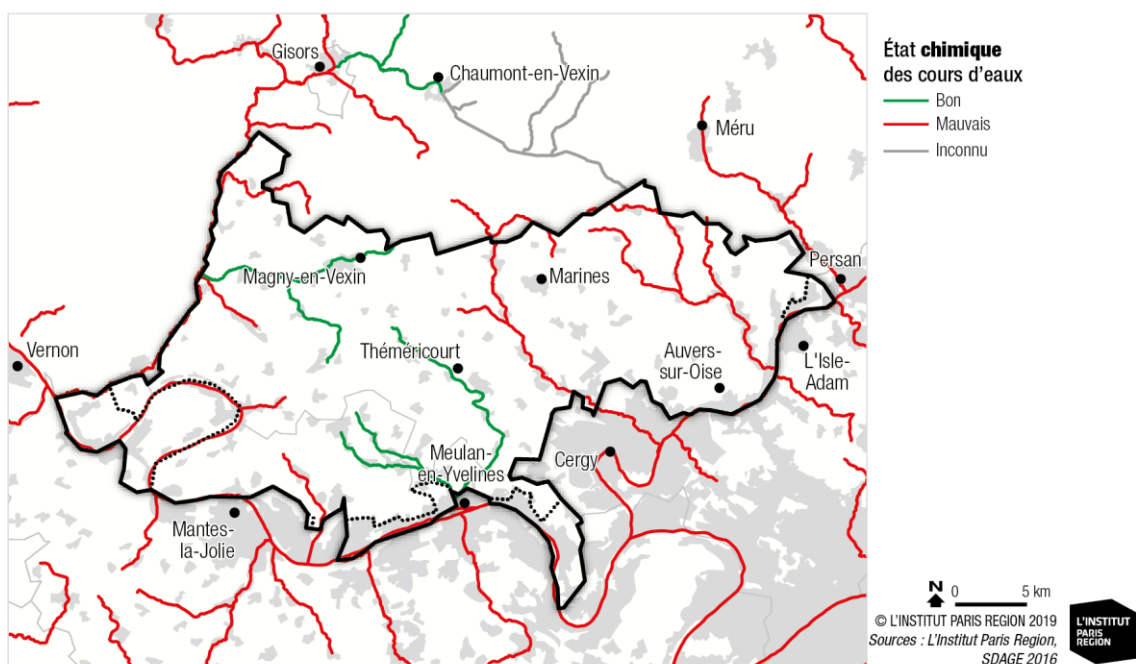 Gisors
Chaumont-en-Vexin
Méru
Magny-en-Vexin
Marines
Persan
Vernon
Théméricourt
Auvers-
sur-Oise
L'Isle-
Adam
Meulan-
en-Yvelines
Cergy
Mantes-
la-Jolie
État chimique
des cours d'eaux
Bon
Mauvais
Inconnu
N 0 5 km
© L'INSTITUT PARIS REGION 2019
Sources : L'Institut Paris Region,
SDAGE 2016
L'INSTITUT
PARIS
REGION